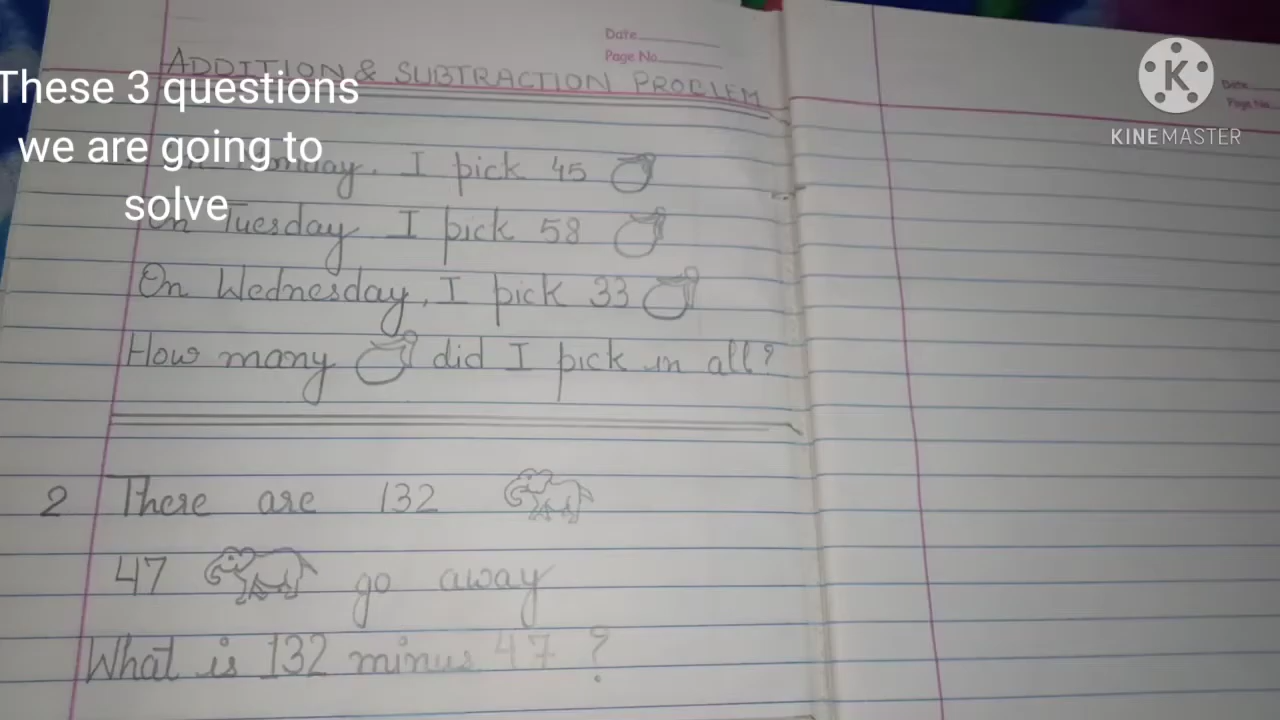 Date
Page No.
ADDITION & SUBTRACTION PROBLEM
These 3 questions
we are going to
solve
I pick 45
On Tuesday I pick 58
On Wednesday, I pick 33
How many did I pick in all?
2 There are 132
47 go away
What is 132 minus 47 ?
K
KINEMASTER
Date
Page No.